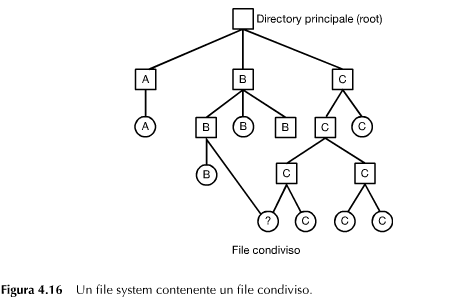 Directory principale (root)
A B C
A B B B C C
B C C
? C C C
File condiviso
Figura 4.16 Un file system contenente un file condiviso.